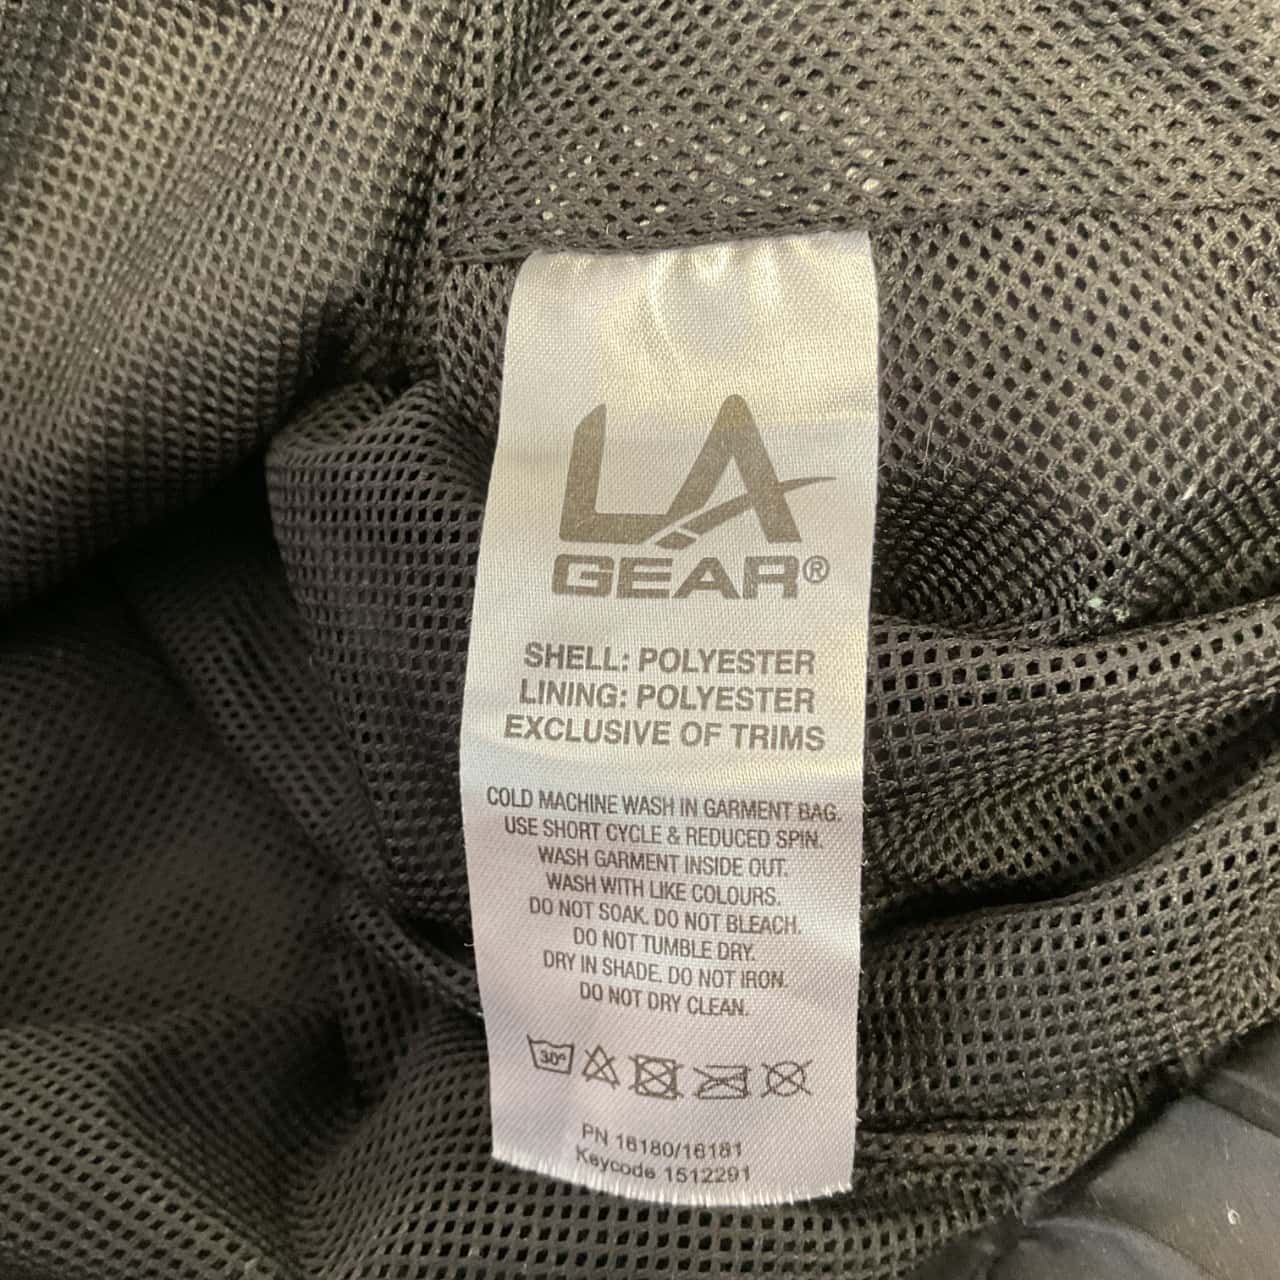 LA
GEAR®
SHELL: POLYESTER
LINING: POLYESTER
EXCLUSIVE OF TRIMS
COLD MACHINE WASH IN GARMENT BAG.
USE SHORT CYCLE & REDUCED SPIN.
WASH GARMENT INSIDE OUT.
WASH WITH LIKE COLOURS.
DO NOT SOAK. DO NOT BLEACH.
DO NOT TUMBLE DRY.
DRY IN SHADE. DO NOT IRON.
DO NOT DRY CLEAN.
30°
PN 16180/16181
Keycode 1512291